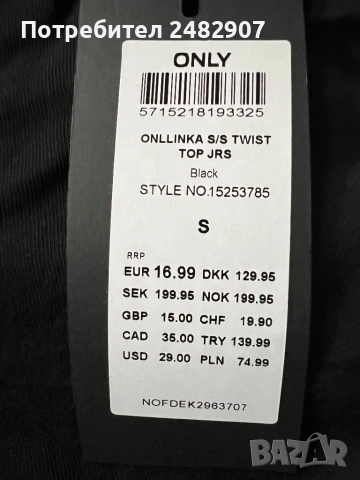 Потребител 2482907
ONLY
5715218193325
ONLLINKA S/S TWIST
TOP JRS
Black
STYLE NO.15253785
S
RRP
EUR 16.99 DKK 129.95
SEK 199.95 NOK 199.95
GBP 15.00 CHF 19.90
CAD 35.00 TRY 139.99
USD 29.00 PLN 74.99
NOFDEK2963707
BAZAR